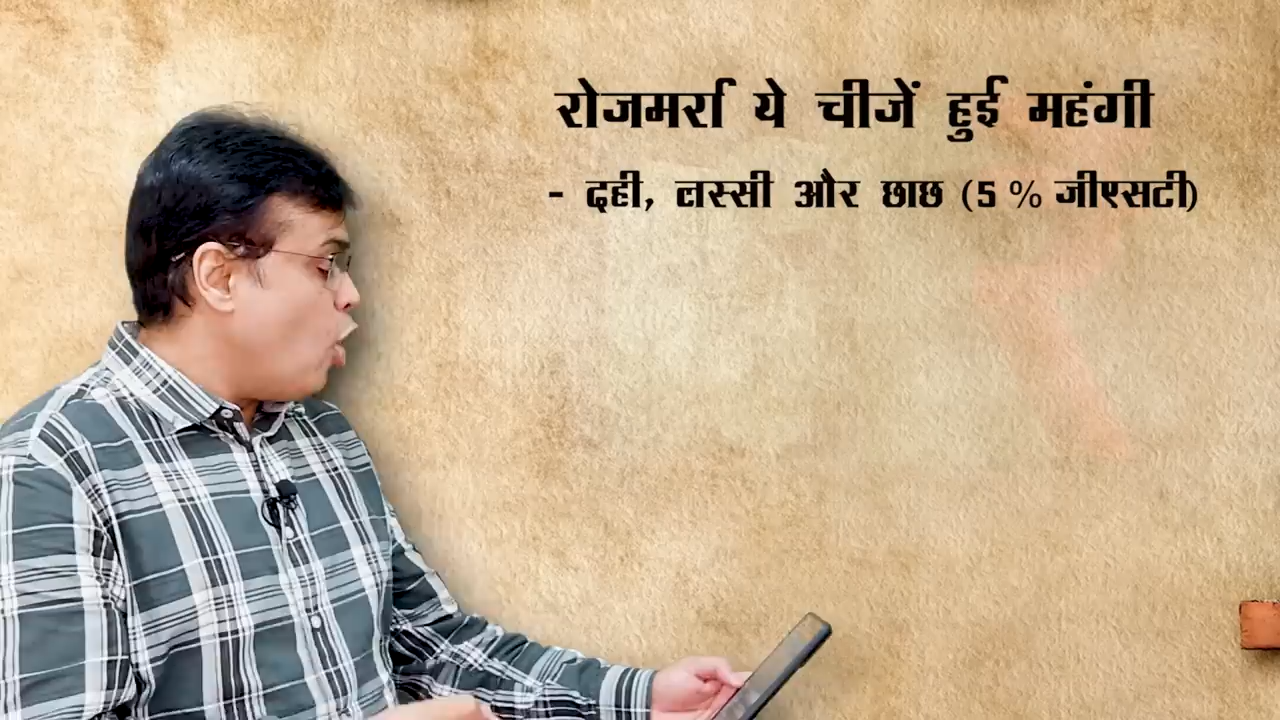 रोजमर्रा ये चीजें हुई महंगी
- दही, लस्सी और छाछ (5 % जीएसटी)